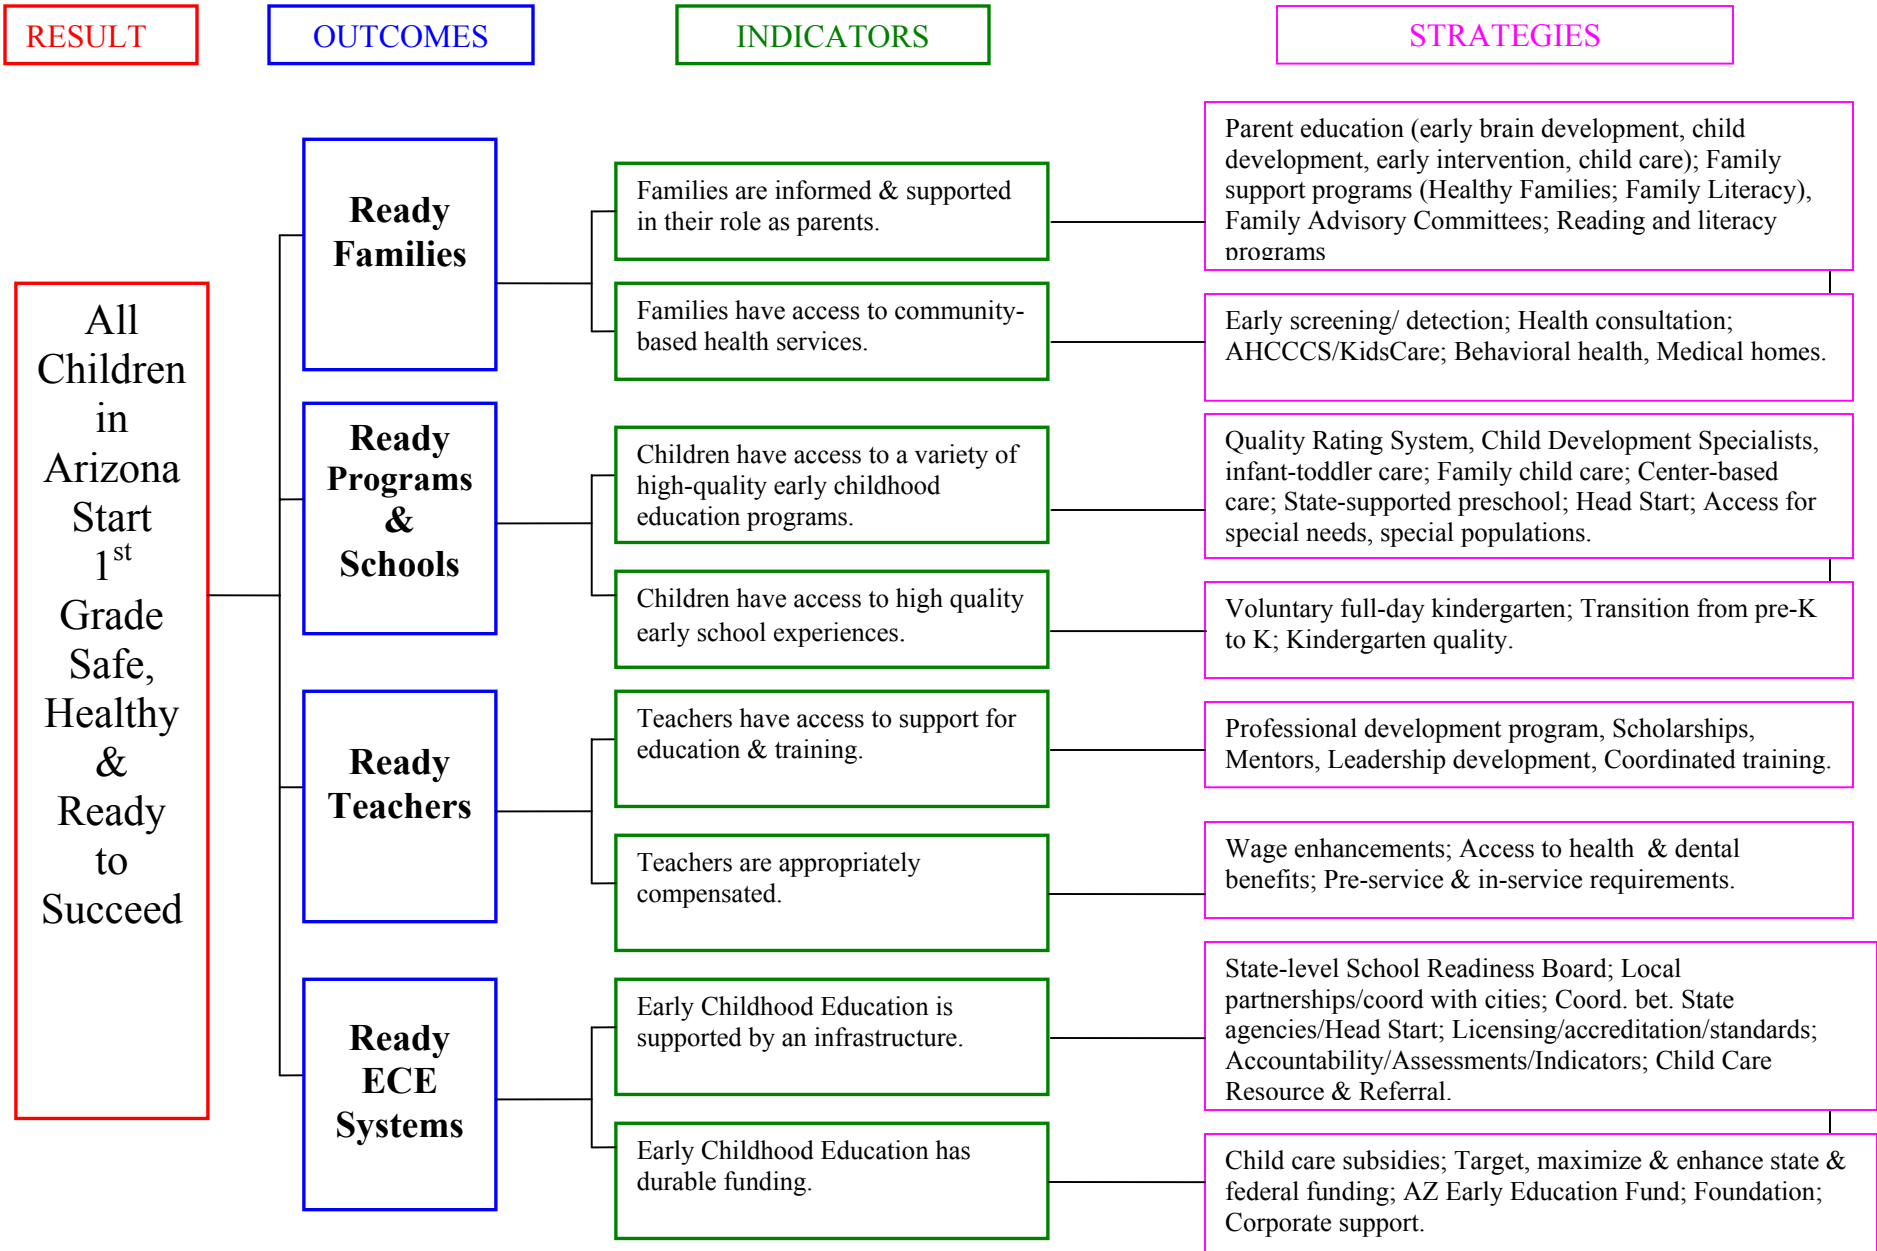 RESULT
OUTCOMES
INDICATORS
STRATEGIES
All
Children
in
Arizona
Start
1st
Grade
Safe,
Healthy
&
Ready
to
Succeed
Ready
Families
Families are informed & supported
in their role as parents.
Parent education (early brain development, child
development, early intervention, child care); Family
support programs (Healthy Families; Family Literacy),
Family Advisory Committees; Reading and literacy
programs
Families have access to community-
based health services.
Early screening/ detection; Health consultation;
AHCCCS/KidsCare; Behavioral health, Medical homes.
Ready
Programs
&
Schools
Children have access to a variety of
high-quality early childhood
education programs.
Quality Rating System, Child Development Specialists,
infant-toddler care; Family child care; Center-based
care; State-supported preschool; Head Start; Access for
special needs, special populations.
Children have access to high quality
early school experiences.
Voluntary full-day kindergarten; Transition from pre-K
to K; Kindergarten quality.
Ready
Teachers
Teachers have access to support for
education & training.
Professional development program, Scholarships,
Mentors, Leadership development, Coordinated training.
Teachers are appropriately
compensated.
Wage enhancements; Access to health & dental
benefits; Pre-service & in-service requirements.
Ready
ECE
Systems
Early Childhood Education is
supported by an infrastructure.
State-level School Readiness Board; Local
partnerships/coord with cities; Coord. bet. State
agencies/Head Start; Licensing/accreditation/standards;
Accountability/Assessments/Indicators; Child Care
Resource & Referral.
Early Childhood Education has
durable funding.
Child care subsidies; Target, maximize & enhance state &
federal funding; AZ Early Education Fund; Foundation;
Corporate support.